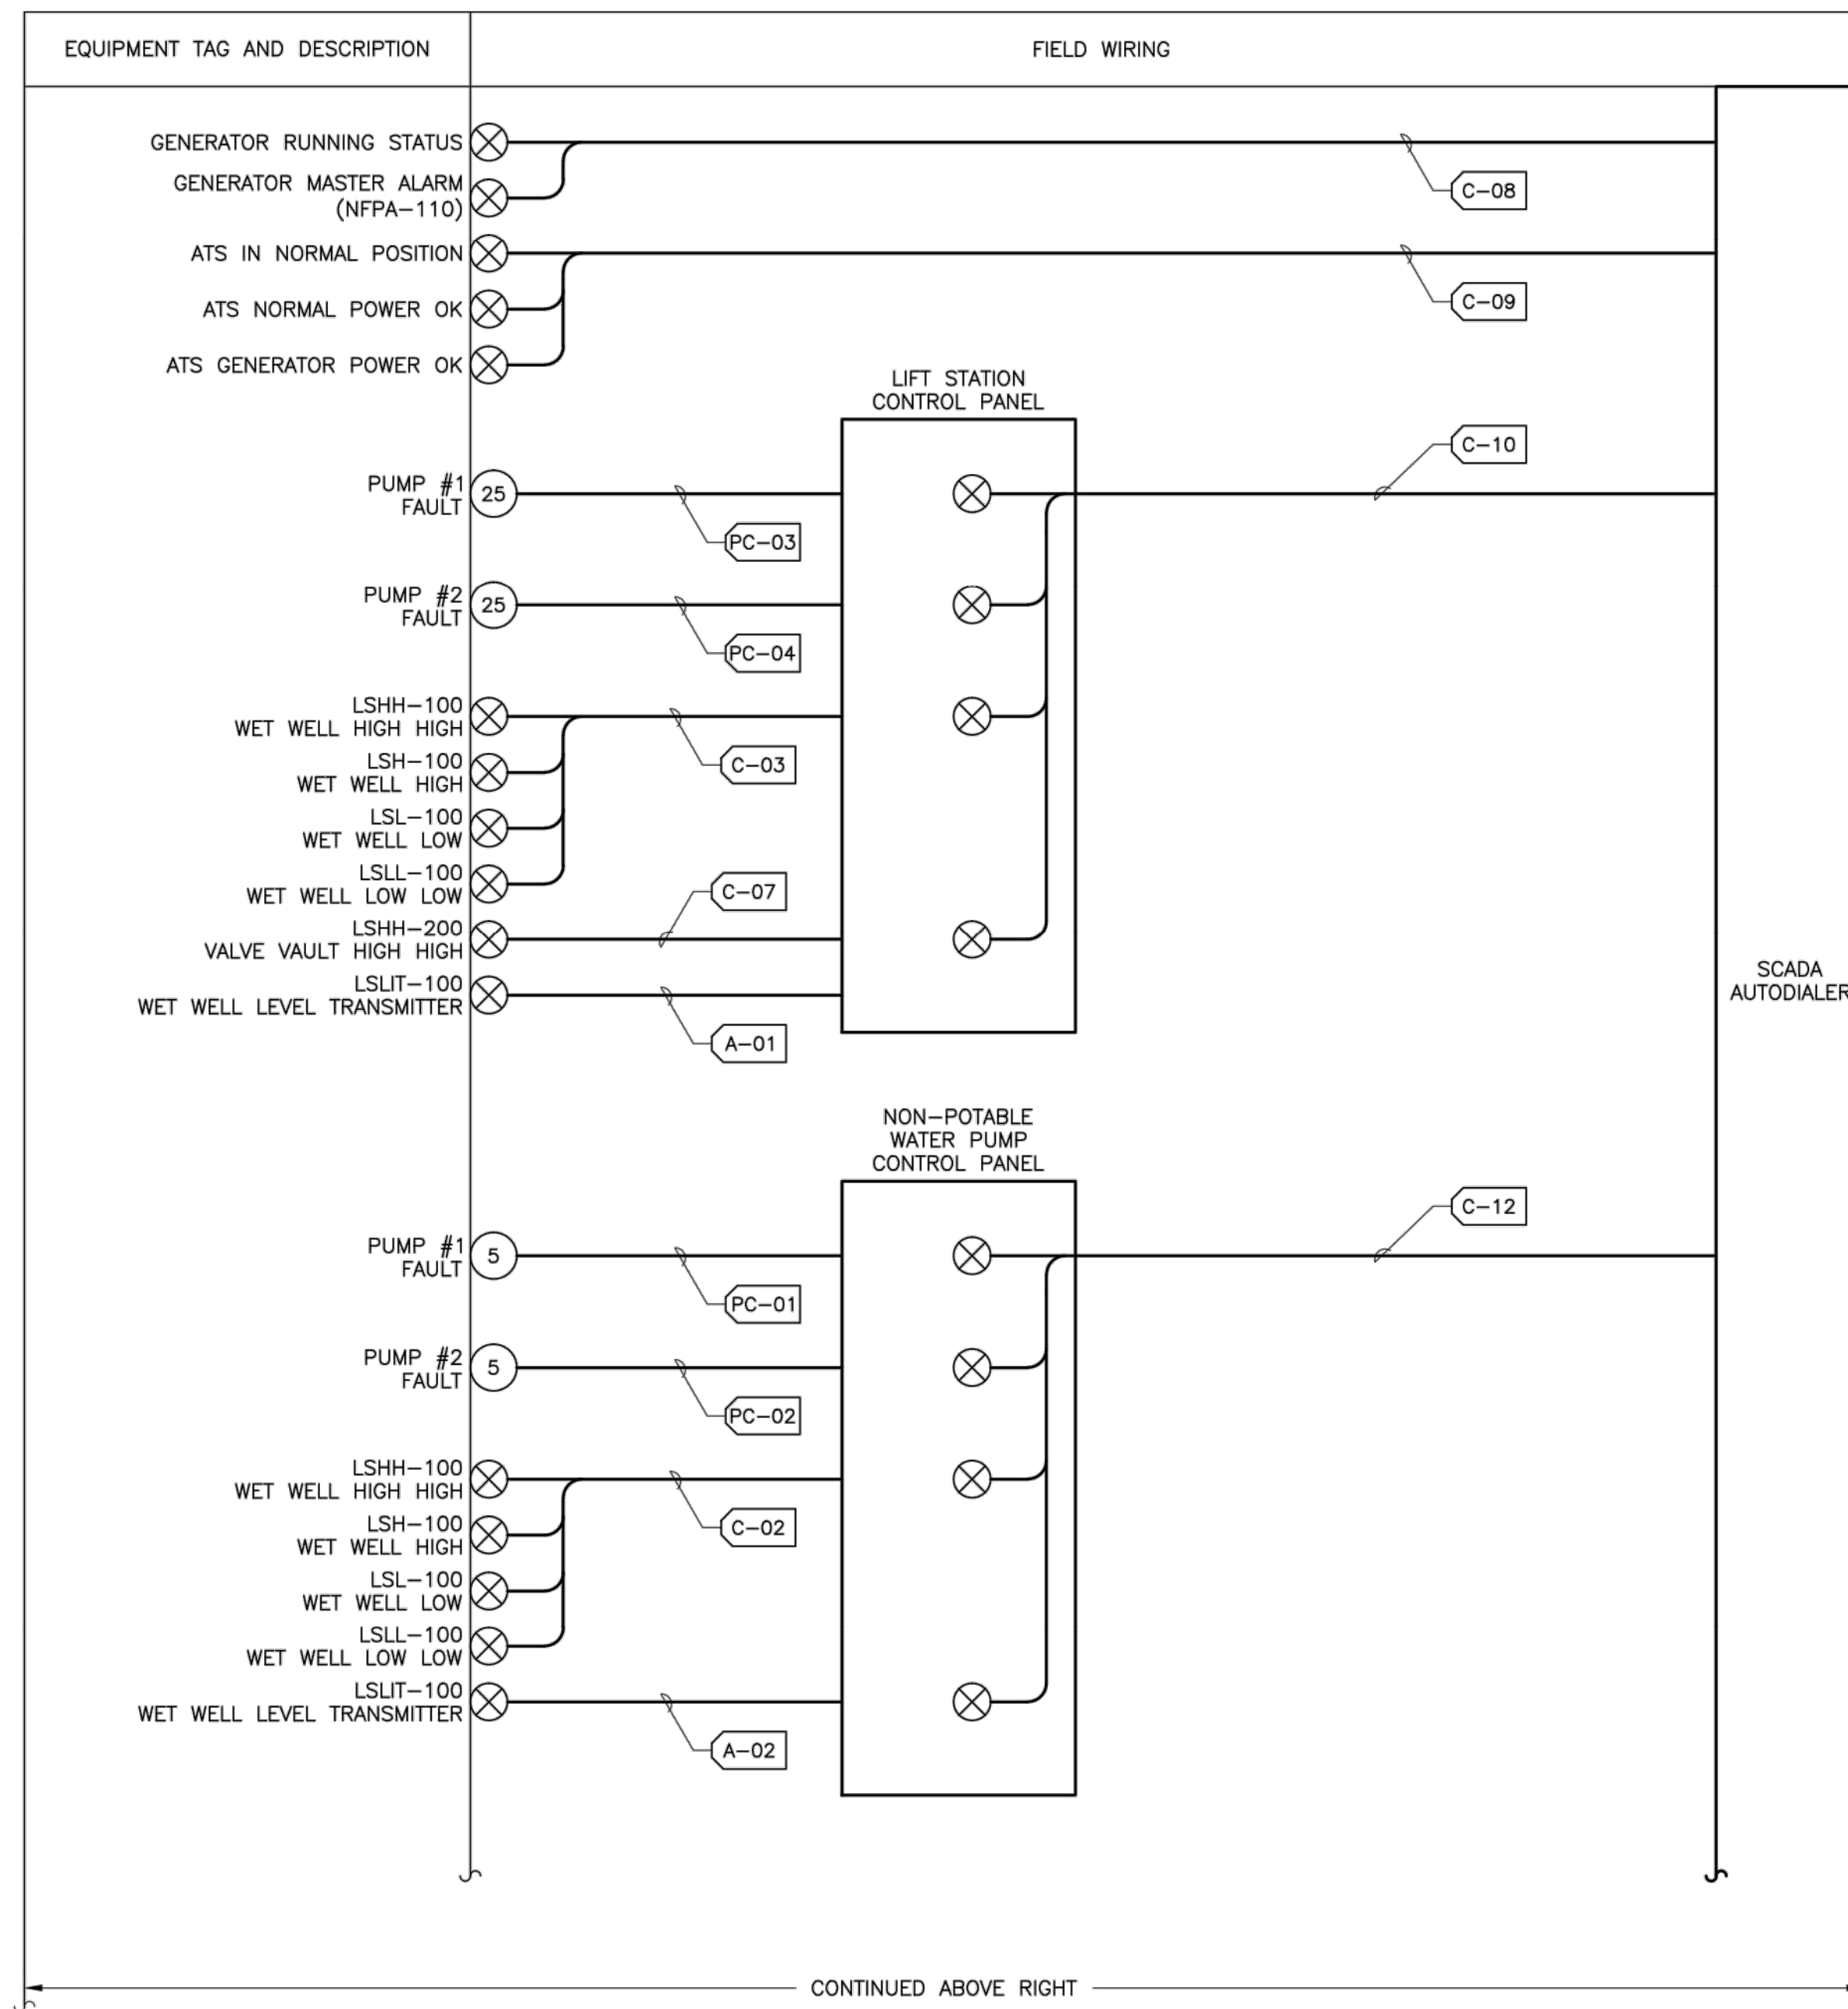 EQUIPMENT TAG AND DESCRIPTION
FIELD WIRING
GENERATOR RUNNING STATUS
GENERATOR MASTER ALARM
(NFPA-110)
C-08
ATS IN NORMAL POSITION
ATS NORMAL POWER OK
C-09
ATS GENERATOR POWER OK
LIFT STATION
CONTROL PANEL
C-10
PUMP #1
FAULT
25
PC-03
PUMP #2
FAULT
25
PC-04
LSHH-100
WET WELL HIGH HIGH
C-03
LSH-100
WET WELL HIGH
LSL-100
WET WELL LOW
LSLL-100
WET WELL LOW LOW
C-07
LSHH-200
VALVE VAULT HIGH HIGH
LSLIT-100
WET WELL LEVEL TRANSMITTER
A-01
SCADA
AUTODIALER
NON-POTABLE
WATER PUMP
CONTROL PANEL
C-12
PUMP #1
FAULT
5
PC-01
PUMP #2
FAULT
5
PC-02
LSHH-100
WET WELL HIGH HIGH
C-02
LSH-100
WET WELL HIGH
LSL-100
WET WELL LOW
LSLL-100
WET WELL LOW LOW
LSLIT-100
WET WELL LEVEL TRANSMITTER
A-02
CONTINUED ABOVE RIGHT